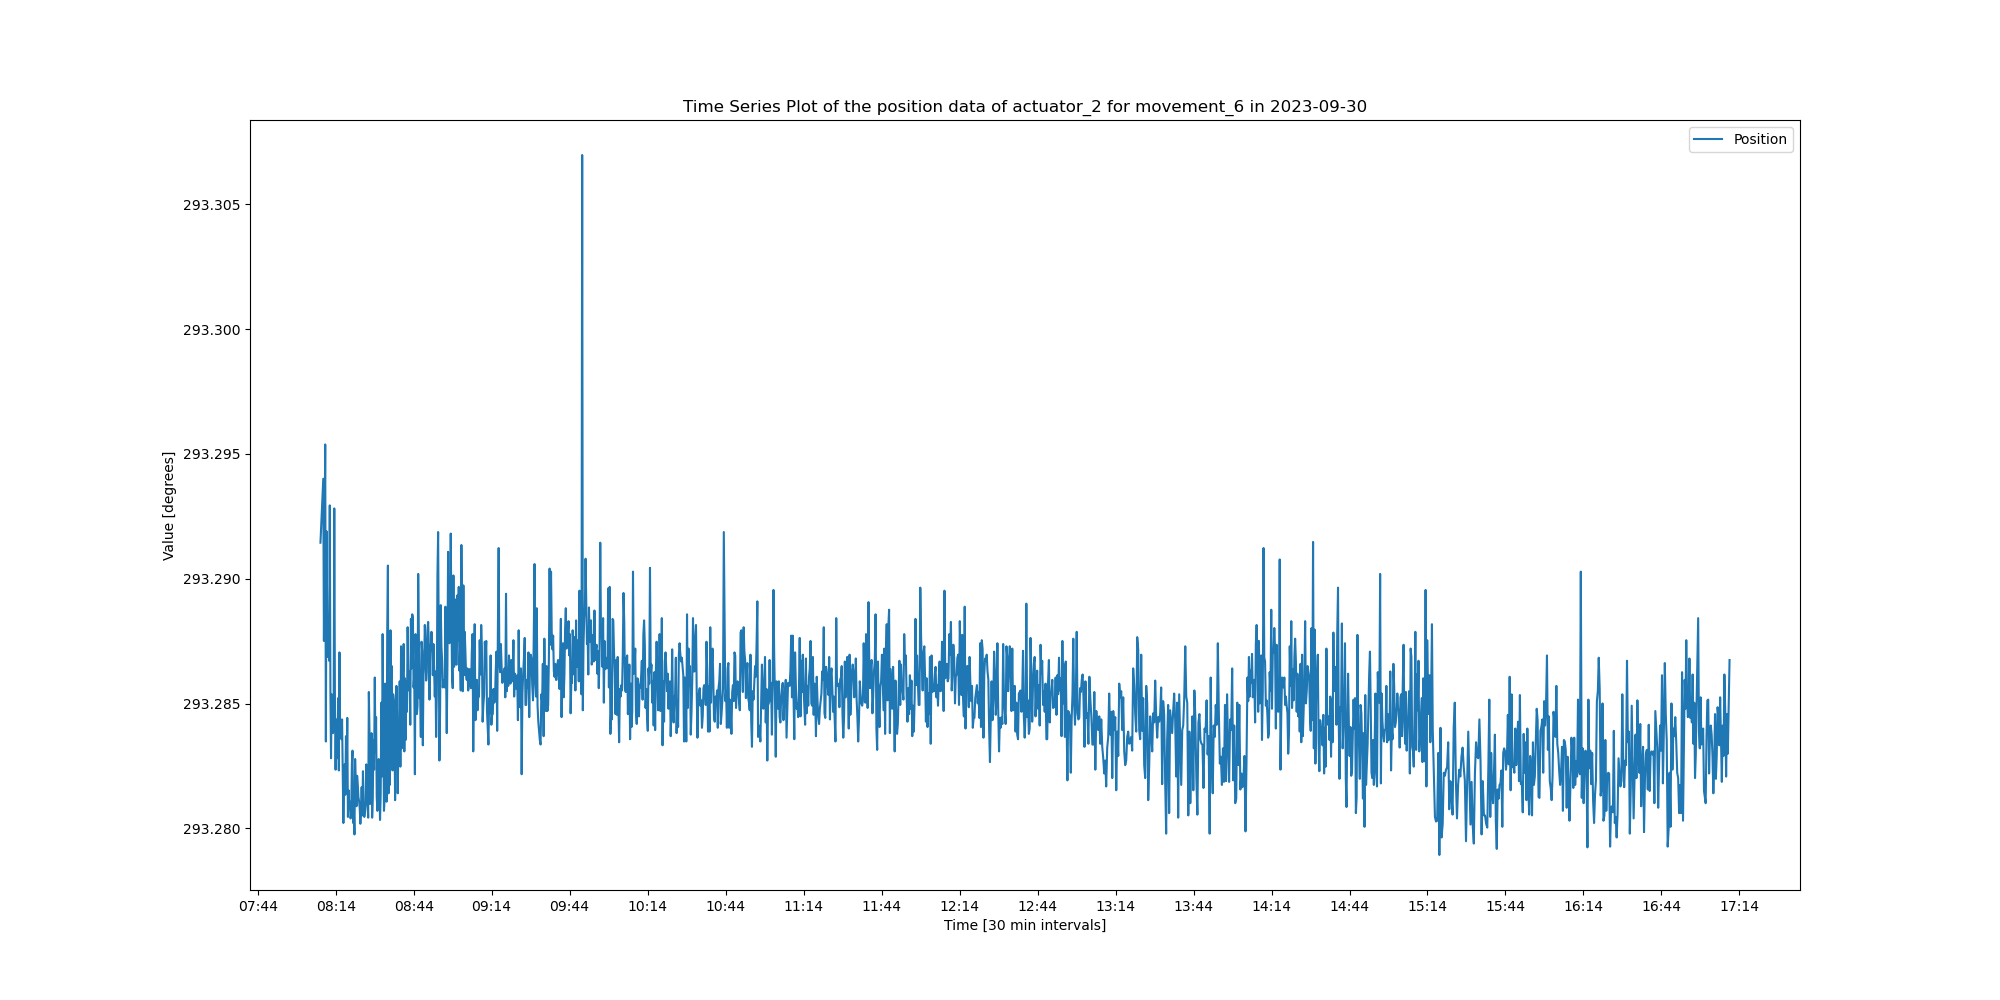 Time Series Plot of the position data of actuator_2 for movement_6 in 2023-09-30
Position
293.305
293.300
293.295
293.290
293.285
293.280
Value [degrees]
07:44 08:14 08:44 09:14 09:44 10:14 10:44 11:14 11:44 12:14 12:44 13:14 13:44 14:14 14:44 15:14 15:44 16:14 16:44 17:14
Time [30 min intervals]